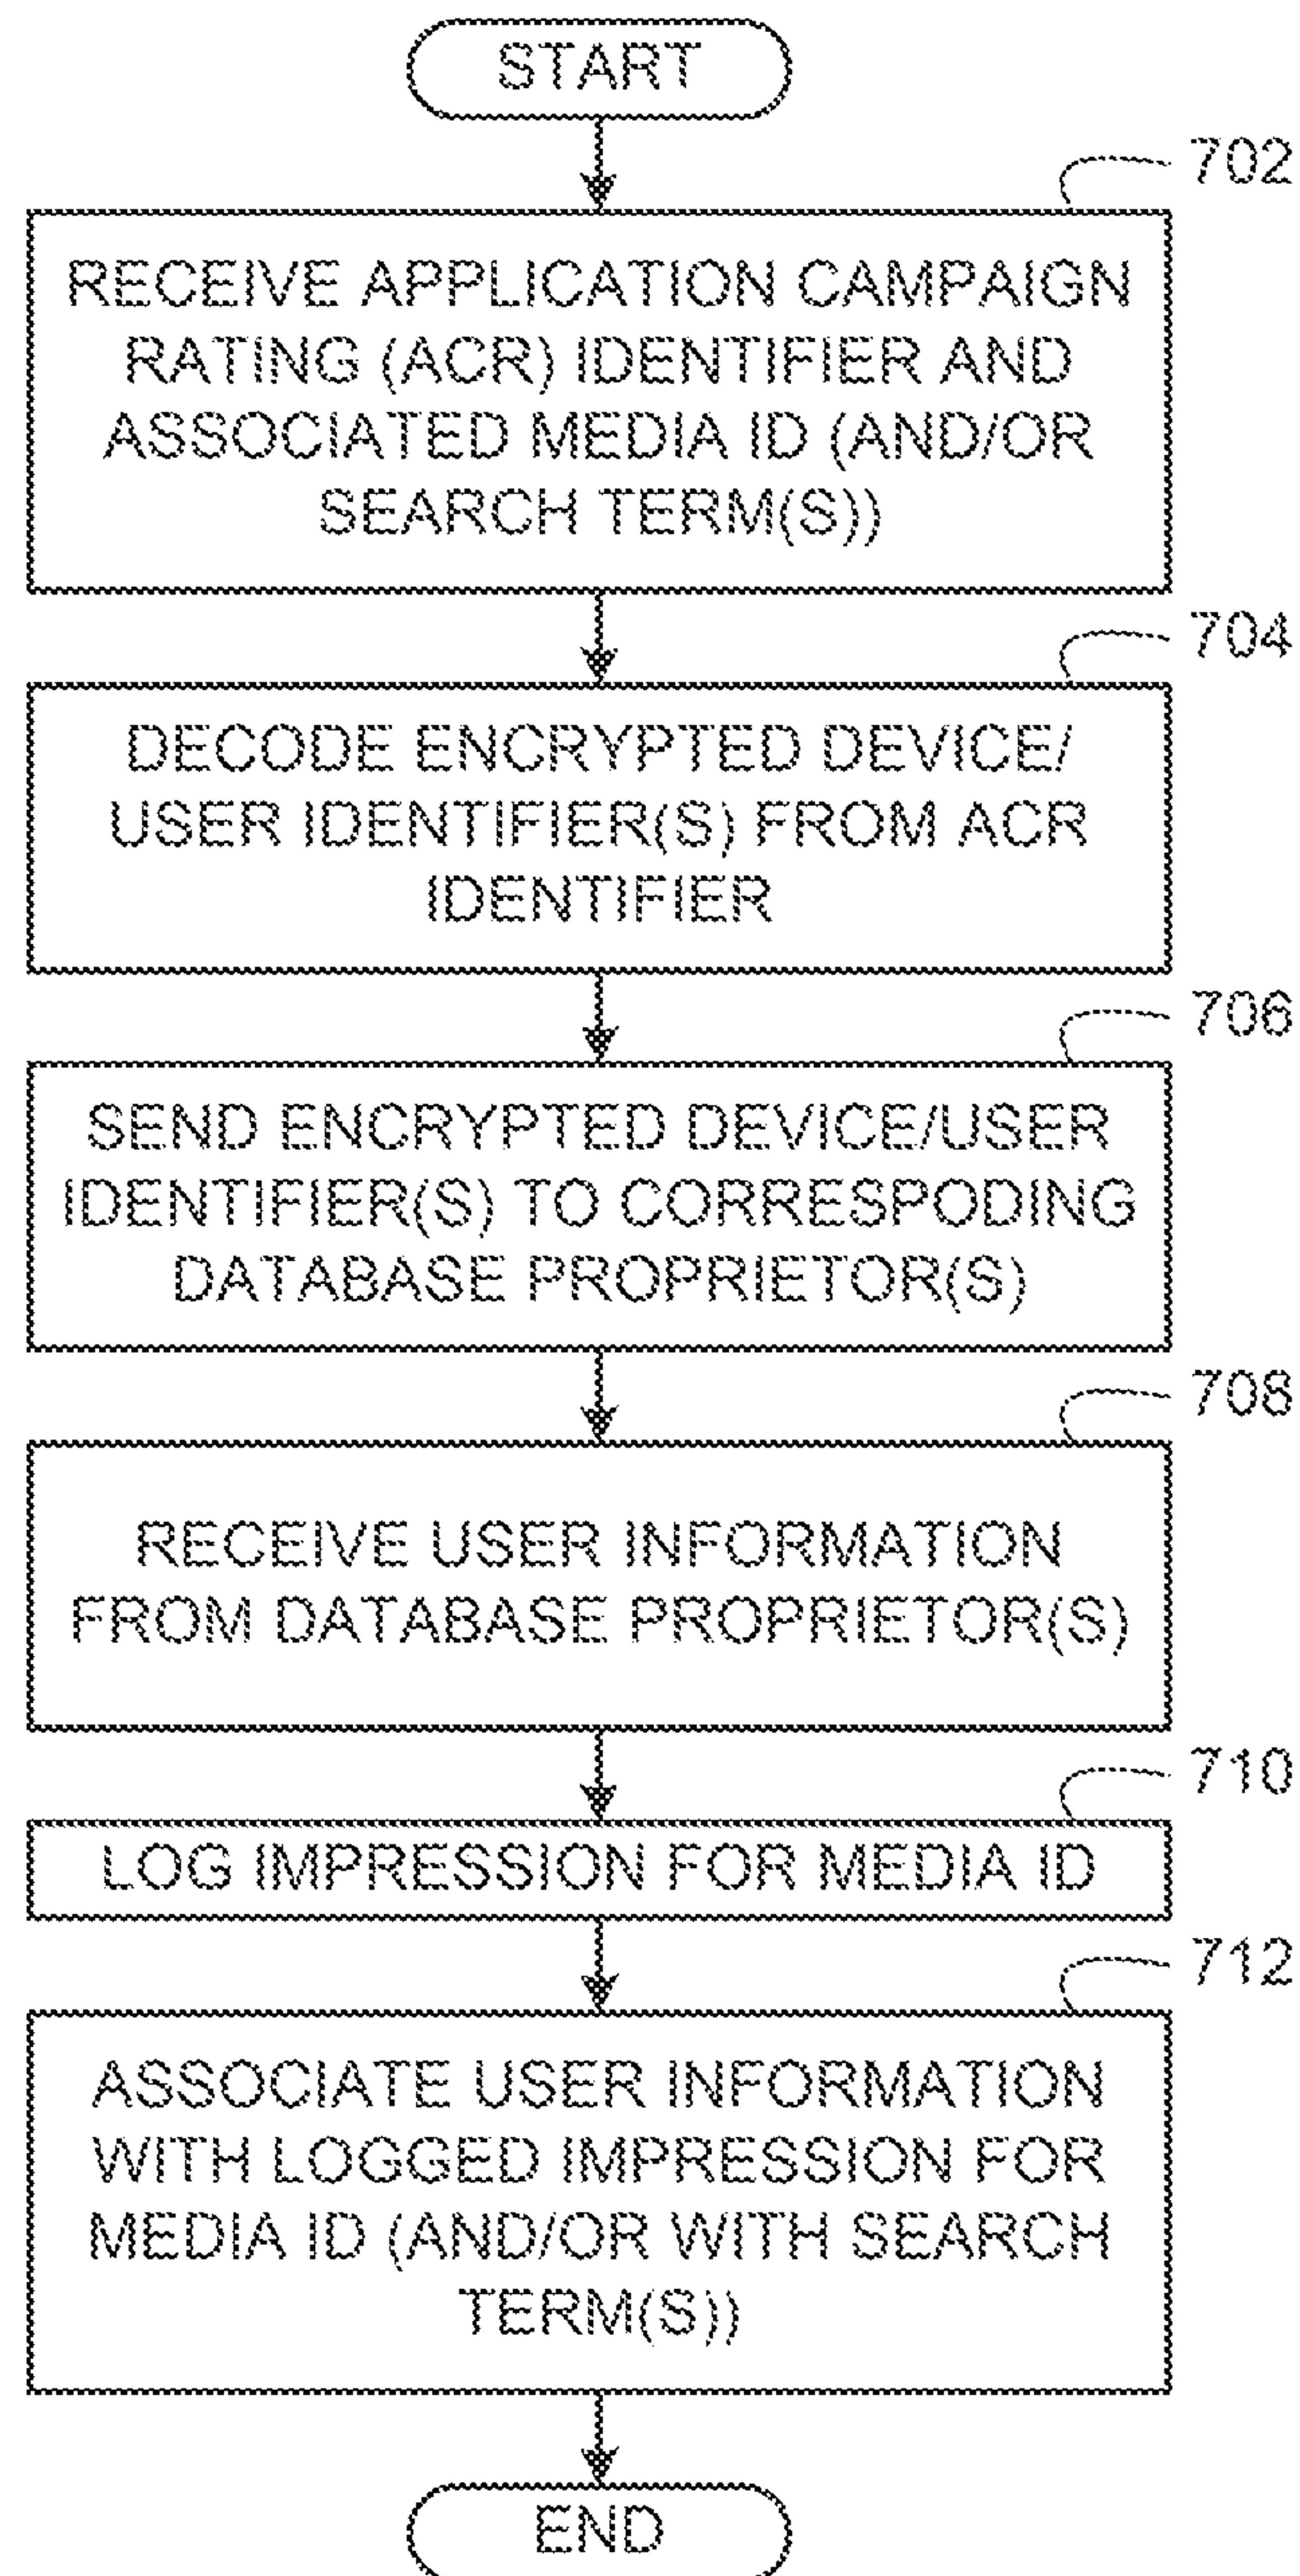 START
702
RECEIVE APPLICATION CAMPAIGN
RATING (ACR) IDENTIFIER AND
ASSOCIATED MEDIA ID (AND/OR
SEARCH TERM(S))
704
DECODE ENCRYPTED DEVICE/
USER IDENTIFIER(S) FROM ACR
IDENTIFIER
706
SEND ENCRYPTED DEVICE/USER
IDENTIFIER(S) TO CORRESPODING
DATABASE PROPRIETOR(S)
708
RECEIVE USER INFORMATION
FROM DATABASE PROPRIETOR(S)
710
LOG IMPRESSION FOR MEDIA ID
712
ASSOCIATE USER INFORMATION
WITH LOGGED IMPRESSION FOR
MEDIA ID (AND/OR WITH SEARCH
TERM(S))
END